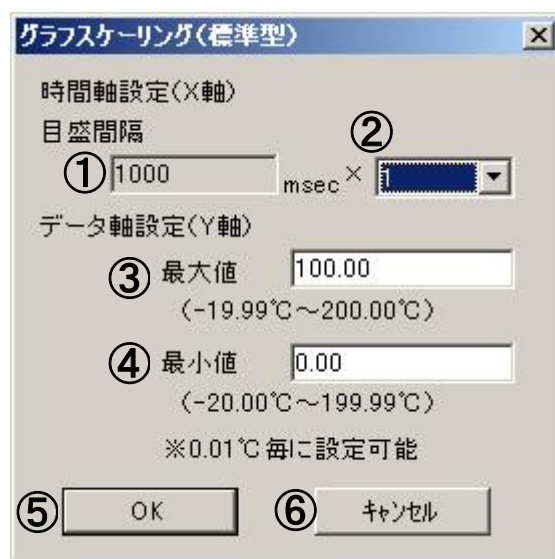 グラフスケーリング(標準型)
時間軸設定(X軸)
目盛間隔
②
① 1000 msec × 1
データ軸設定(Y軸)
③ 最大値 100.00
(-19.99℃～200.00℃)
④ 最小値 0.00
(-20.00℃～199.99℃)
※0.01℃毎に設定可能
⑤ OK ⑥ キャンセル